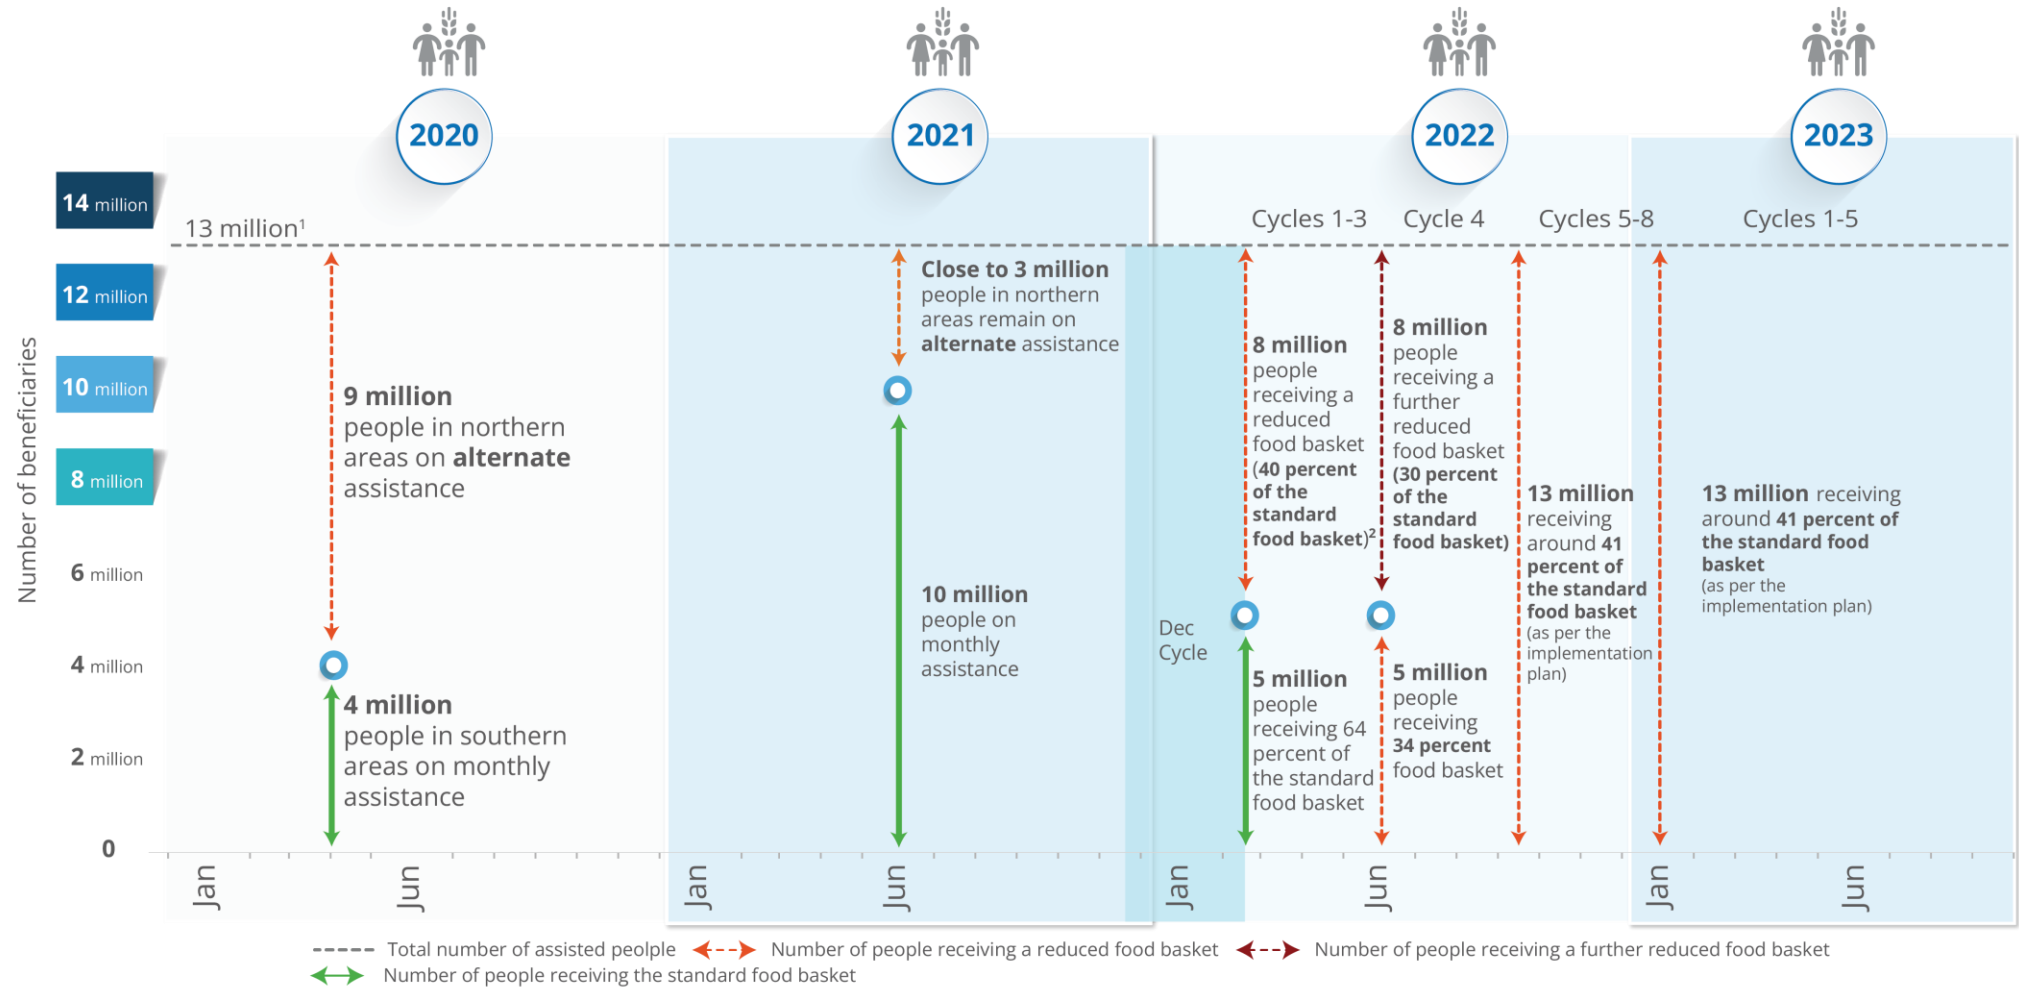 2020
2021
2022
2023
Number of beneficiaries
14 million
12 million
10 million
8 million
6 million
4 million
2 million
0
13 million¹
Cycles 1-3
Cycle 4
Cycles 5-8
Cycles 1-5
9 million
people in northern
areas on alternate
assistance
4 million
people in southern
areas on monthly
assistance
Close to 3 million
people in northern
areas remain on
alternate assistance
10 million
people on
monthly
assistance
Dec
Cycle
8 million
people
receiving a
reduced
food basket
(40 percent
of the
standard
food basket)²
5 million
people
receiving 64
percent of
the standard
food basket
8 million
people
receiving a
further
reduced
food basket
(30 percent
of the
standard
food basket)
5 million
people
receiving
34 percent
food basket
13 million
receiving
around 41
percent of
the standard
food basket
(as per the
implementation
plan)
13 million receiving
around 41 percent of
the standard food
basket
(as per the
implementation plan)
Jan
Jun
Jan
Jun
Jan
Jun
Jan
Jun
Total number of assisted peolple
Number of people receiving a reduced food basket
Number of people receiving a further reduced food basket
Number of people receiving the standard food basket